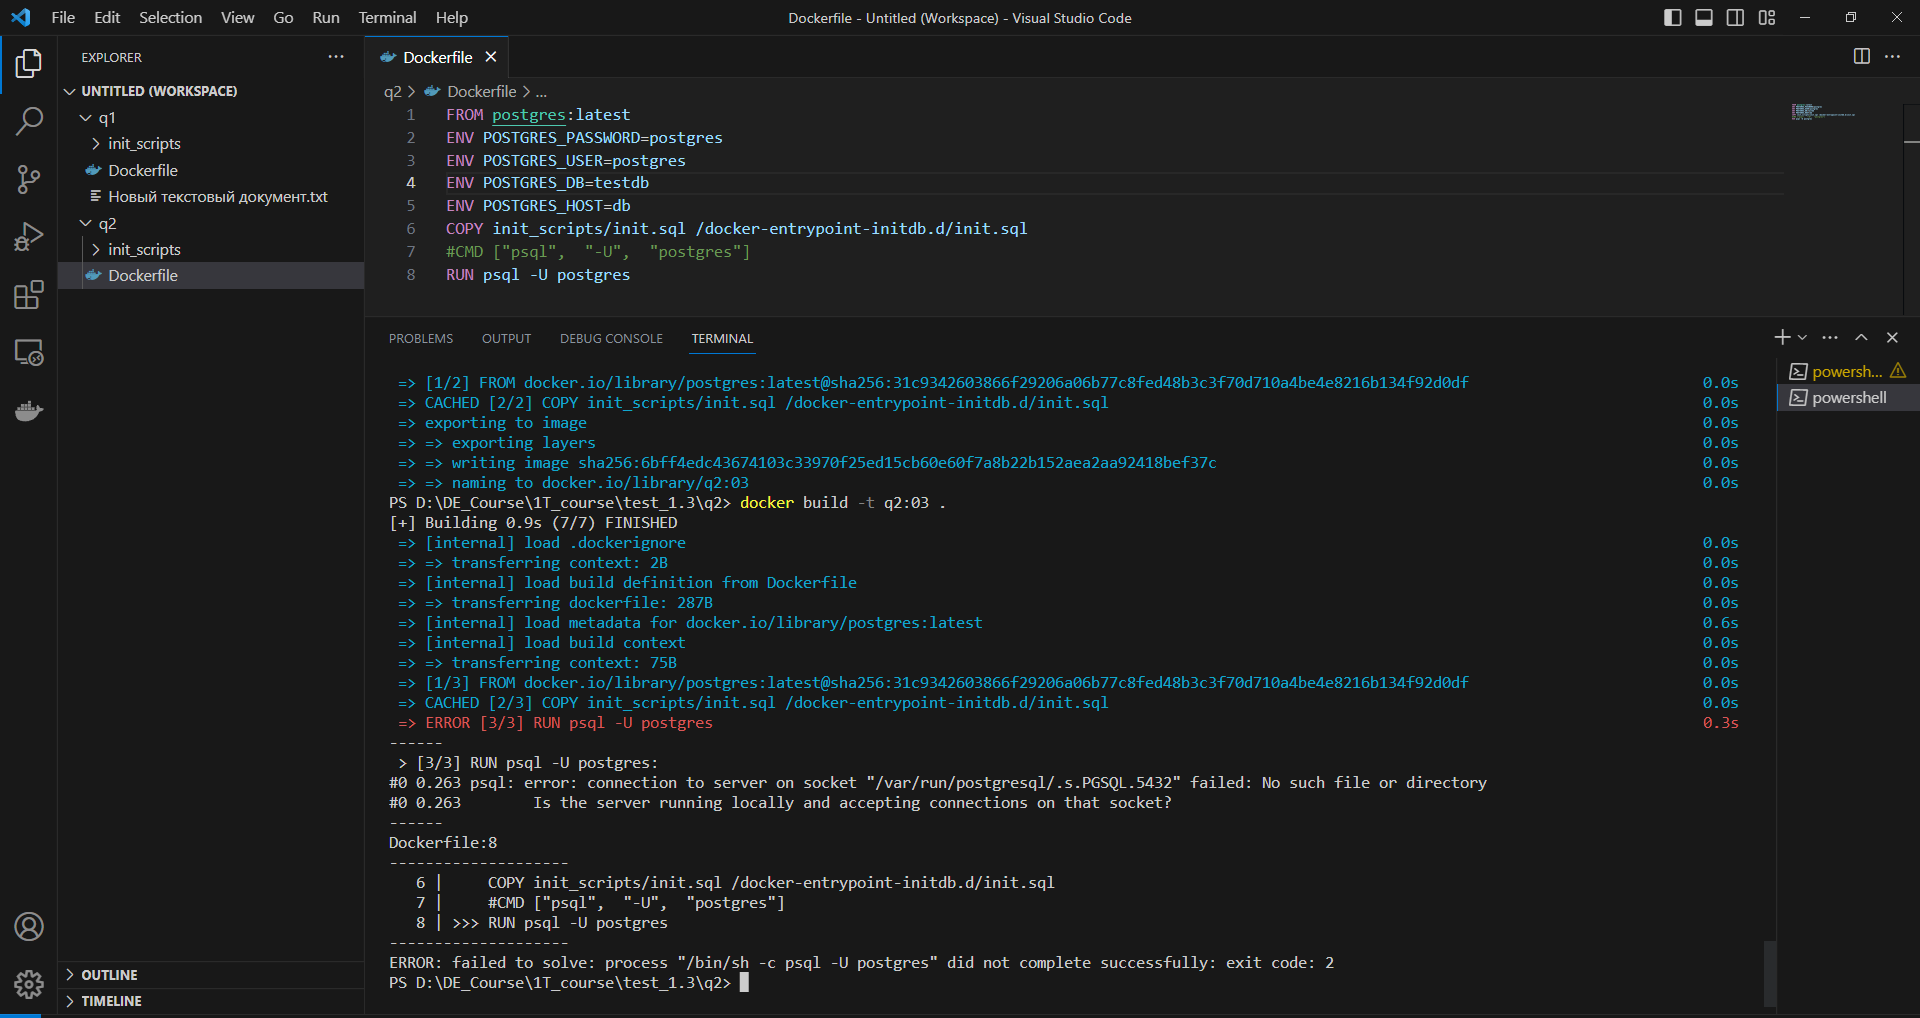 File Edit Selection View Go Run Terminal Help
Dockerfile - Untitled (Workspace) - Visual Studio Code
EXPLORER
UNTITLED (WORKSPACE)
q1
init_scripts
Dockerfile
Новый текстовый документ.txt
q2
init_scripts
Dockerfile
OUTLINE
TIMELINE
Dockerfile
q2 > Dockerfile > ...
1 FROM postgres:latest
2 ENV POSTGRES_PASSWORD=postgres
3 ENV POSTGRES_USER=postgres
4 ENV POSTGRES_DB=testdb
5 ENV POSTGRES_HOST=db
6 COPY init_scripts/init.sql /docker-entrypoint-initdb.d/init.sql
7 #CMD ["psql",  "-U",  "postgres"]
8 RUN psql -U postgres
PROBLEMS OUTPUT DEBUG CONSOLE TERMINAL
=> [1/2] FROM docker.io/library/postgres:latest@sha256:31c9342603866f29206a06b77c8fed48b3c3f70d710a4be4e8216b134f92d0df 0.0s
=> CACHED [2/2] COPY init_scripts/init.sql /docker-entrypoint-initdb.d/init.sql 0.0s
=> exporting to image 0.0s
=> => exporting layers 0.0s
=> => writing image sha256:6bff4edc43674103c33970f25ed15cb60e60f7a8b22b152aea2aa92418bef37c 0.0s
=> => naming to docker.io/library/q2:03 0.0s
PS D:\DE_Course\1T_course\test_1.3\q2> docker build -t q2:03 .
[+] Building 0.9s (7/7) FINISHED
=> [internal] load .dockerignore 0.0s
=> => transferring context: 2B 0.0s
=> [internal] load build definition from Dockerfile 0.0s
=> => transferring dockerfile: 287B 0.0s
=> [internal] load metadata for docker.io/library/postgres:latest 0.6s
=> [internal] load build context 0.0s
=> => transferring context: 75B 0.0s
=> [1/3] FROM docker.io/library/postgres:latest@sha256:31c9342603866f29206a06b77c8fed48b3c3f70d710a4be4e8216b134f92d0df 0.0s
=> CACHED [2/3] COPY init_scripts/init.sql /docker-entrypoint-initdb.d/init.sql 0.0s
=> ERROR [3/3] RUN psql -U postgres 0.3s
------
> [3/3] RUN psql -U postgres:
#0 0.263 psql: error: connection to server on socket "/var/run/postgresql/.s.PGSQL.5432" failed: No such file or directory
#0 0.263        Is the server running locally and accepting connections on that socket?
------
Dockerfile:8
--------------------
6 |     COPY init_scripts/init.sql /docker-entrypoint-initdb.d/init.sql
7 |     #CMD ["psql",  "-U",  "postgres"]
8 | >>> RUN psql -U postgres
--------------------
ERROR: failed to solve: process "/bin/sh -c psql -U postgres" did not complete successfully: exit code: 2
PS D:\DE_Course\1T_course\test_1.3\q2>
powersh...
powershell